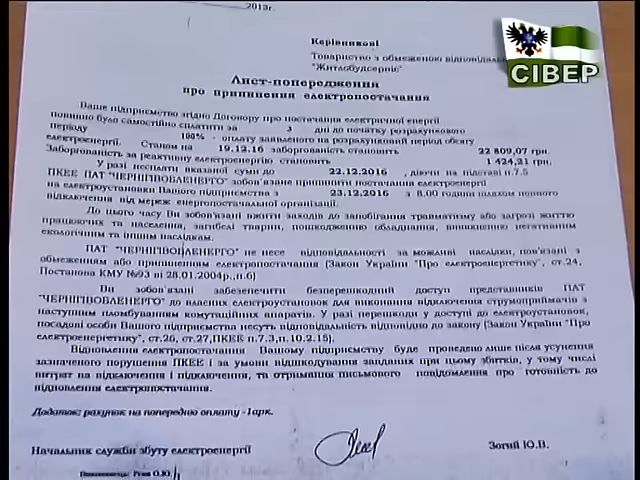 2013г.
Керівникові
Товариство з обмеженою
"Житлобудсервіс"
СІВЕР
Лист-попередження
про припинення електропостачання
Ваше підприємство згідно Договору про постачання електричної енергії
повинно було самостійно сплатити за 3 дні до початку розрахункового
періоду 100% - оплату заявленого на розрахунковий період обсягу
електроенергії. Станом на 19.12.16 заборгованість становить 22 809,07 грн.
Заборгованість за реактивну електроенергію становить 1 424,21 грн.
У разі несплати вказаної суми до 22.12.2016 , діючи на підставі п.7.5
ПКЕЕ ПАТ "ЧЕРНІГІВОБЛЕНЕРГО" зобов'язане припинити постачання електроенергії
на електроустановки Вашого підприємства з 23.12.2016 з 8.00 години шляхом повного
відключення від мереж енергопостачальної організації.
До цього часу Ви зобов'язані вжити заходів до запобігання травматизму або загрозі життю
працюючих та населення, загибелі тварин, пошкодженню обладнання, виникненню негативним
екологічним та іншим наслідкам.
ПАТ "ЧЕРНІГІВОБЛЕНЕРГО" не несе відповідальності за можливі наслідки, пов'язані з
обмеженням або припиненням електропостачання (Закон України "Про електроенергетику", ст.24,
Постанова КМУ №93 ві 28.01.2004р.,п.6)
Ви зобов'язані забезпечити безперешкодний доступ представників ПАТ
"ЧЕРНІГІВОБЛЕНЕРГО" до власних електроустановок для виконання відключення струмоприймачів з
наступним пломбуванням комутаційних апаратів. У разі перешкоди у доступі до електроустановок,
посадові особи Вашого підприємства несуть відповідальність відповідно до закону (Закон України "Про
електроенергетику", ст.26, ст.27,ПКЕЕ п.7.3,п.10.2.15).
Відновлення електропостачання Вашому підприємству буде проведено лише після усунення
зазначеного порушення ПКЕЕ і за умови відшкодування завданих при цьому збитків, у тому числі
витрат на відключення і підключення, та отримання письмового повідомлення про готовність до
відновлення електропостачання.
Додаток: рахунок на попередню оплату -1арк.
Начальник служби збуту електроенергії Зотий Ю.В.
О.Ю.